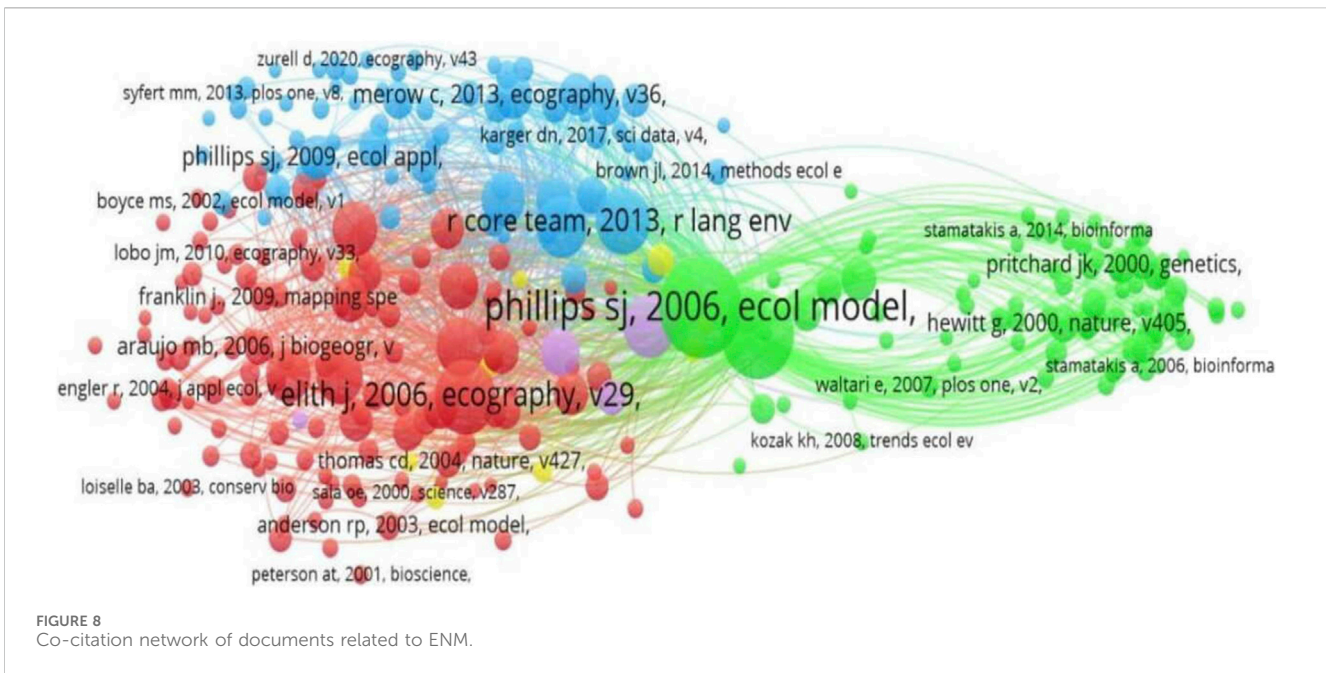 zurell d, 2020, ecography, v43
syfert mm, 2013, plos one, v8,
merow c, 2013, ecography, v36,
karger dn, 2017, sci data, v4,
phillips sj, 2009, ecol appl,
brown jl, 2014, methods ecol e
boyce ms, 2002, ecol model, v1
r core team, 2013, r lang env
stamatakis a, 2014, bioinforma
lobo jm, 2010, ecography, v33,
pritchard jk, 2000, genetics,
franklin j., 2009, mapping spe
phillips sj, 2006, ecol model,
hewitt g, 2000, nature, v405,
araujo mb, 2006, j biogeogr, v
stamatakis a, 2006, bioinforma
engler r, 2004, j appl ecol, v
elith j, 2006, ecography, v29,
waltari e, 2007, plos one, v2,
kozak kh, 2008, trends ecol ev
thomas cd, 2004, nature, v427,
loiselle ba, 2003, conserv bio
sala oe, 2000, science, v287,
anderson rp, 2003, ecol model,
peterson at, 2001, bioscience,
FIGURE 8
Co-citation network of documents related to ENM.